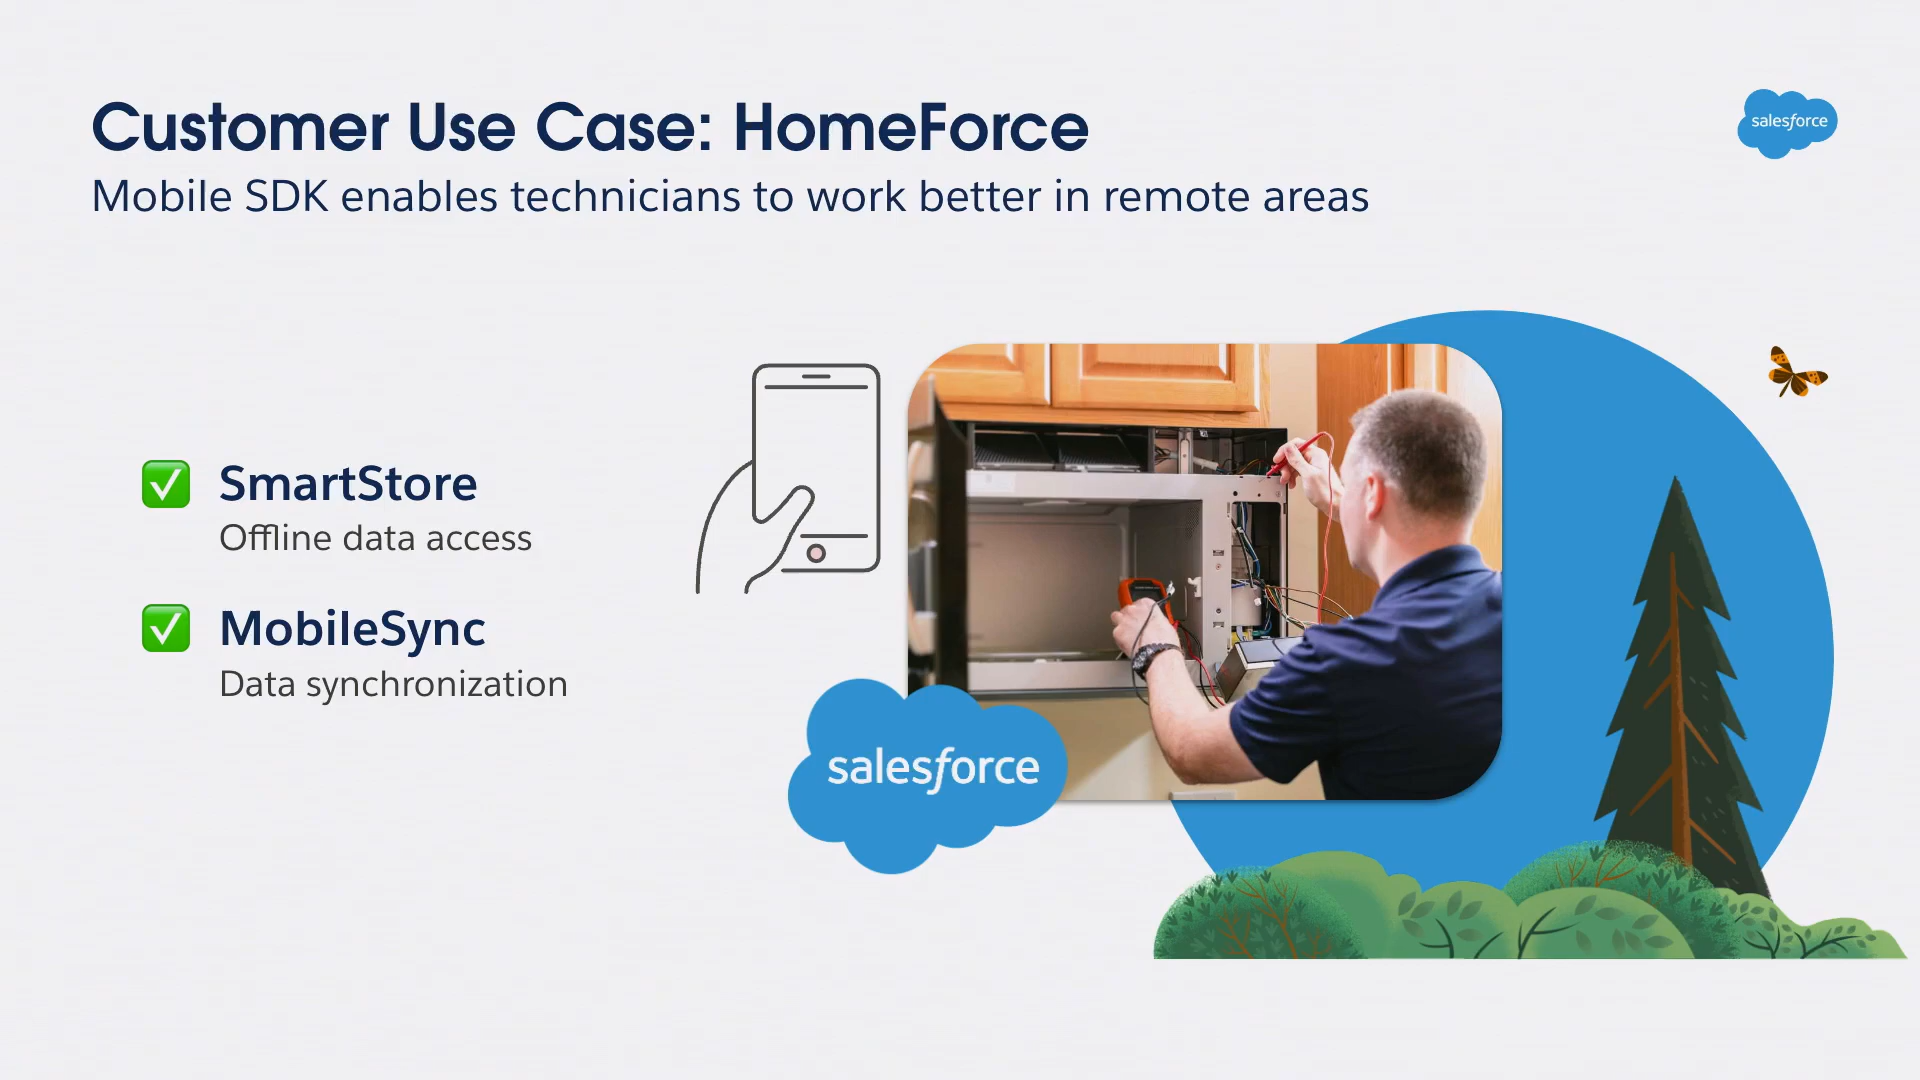 Customer Use Case: HomeForce
salesforce
Mobile SDK enables technicians to work better in remote areas
✅ SmartStore
Offline data access
✅ MobileSync
Data synchronization
salesforce